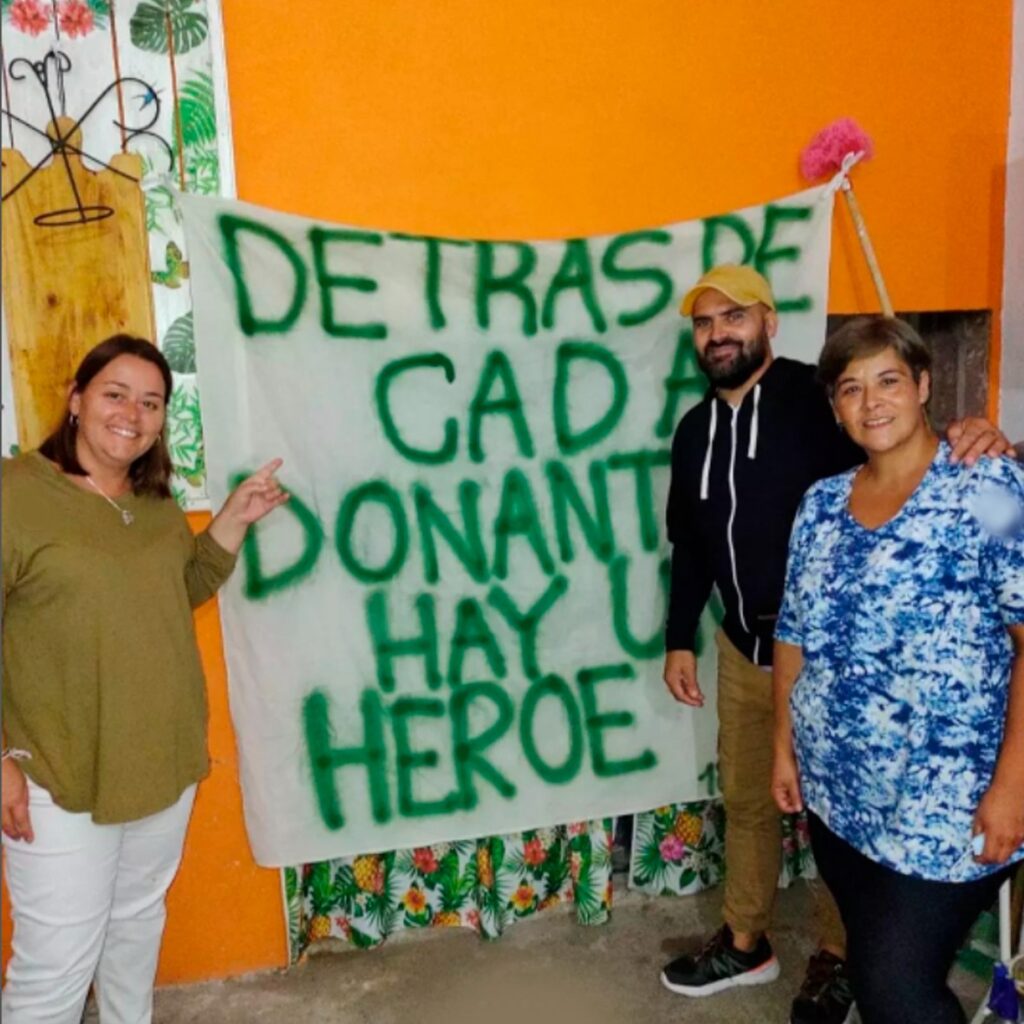 DETRAS DE
CADA
DONANT
HAY U
HEROE